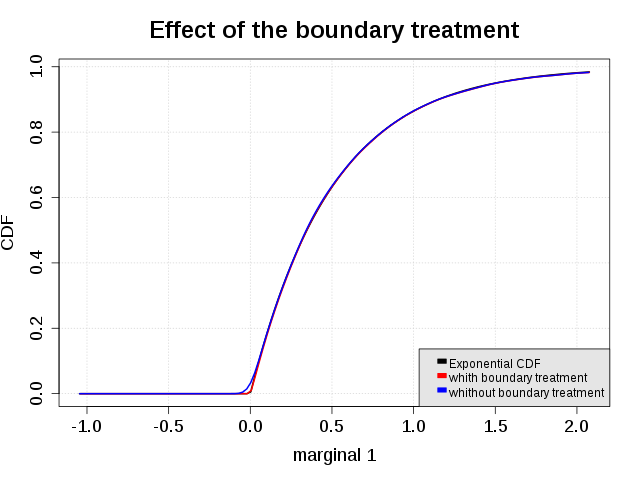 Effect of the boundary treatment
CDF
1.0
0.8
0.6
0.4
0.2
0.0
-1.0 -0.5 0.0 0.5 1.0 1.5 2.0
marginal 1
Exponential CDF
whith boundary treatment
whithout boundary treatment